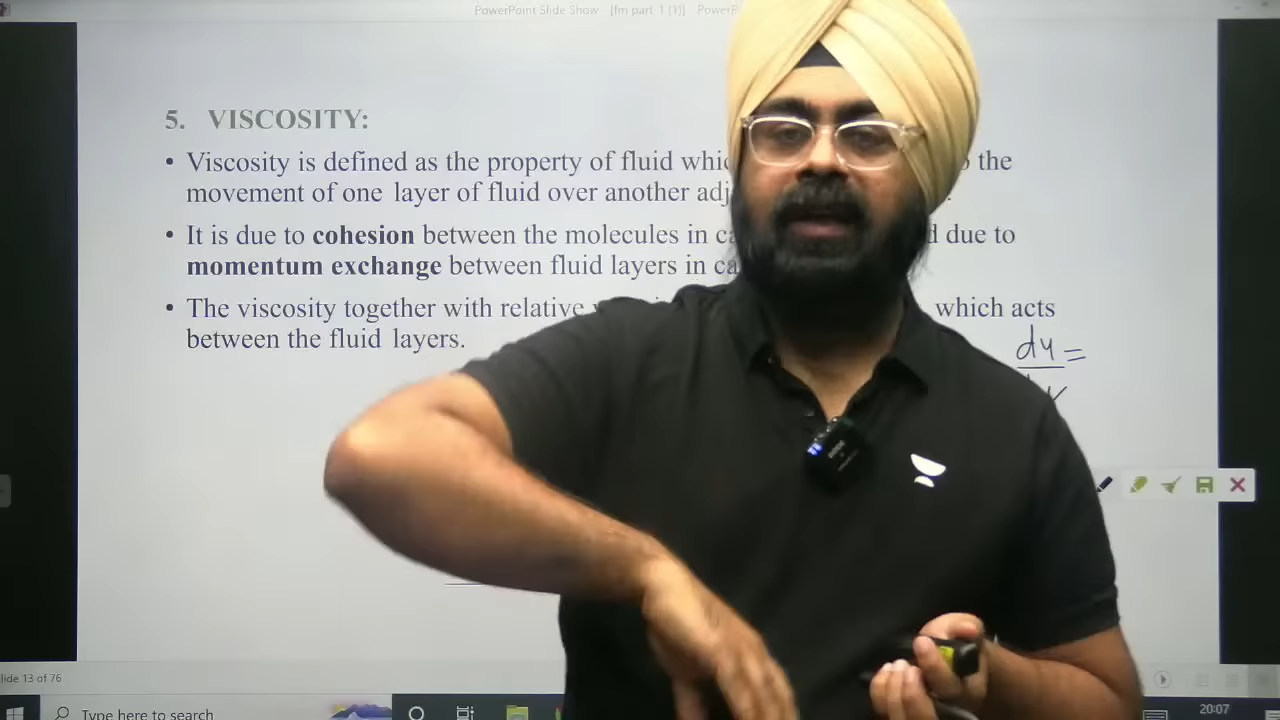 PowerPoint Slide Show - [fm part 1 (1)] - PowerP
5. VISCOSITY:
• Viscosity is defined as the property of fluid whic the
movement of one layer of fluid over another adj
• It is due to cohesion between the molecules in ca d due to
momentum exchange between fluid layers in ca
• The viscosity together with relative which acts
between the fluid layers.
du =
lide 13 of 76
Type here to search
20:07